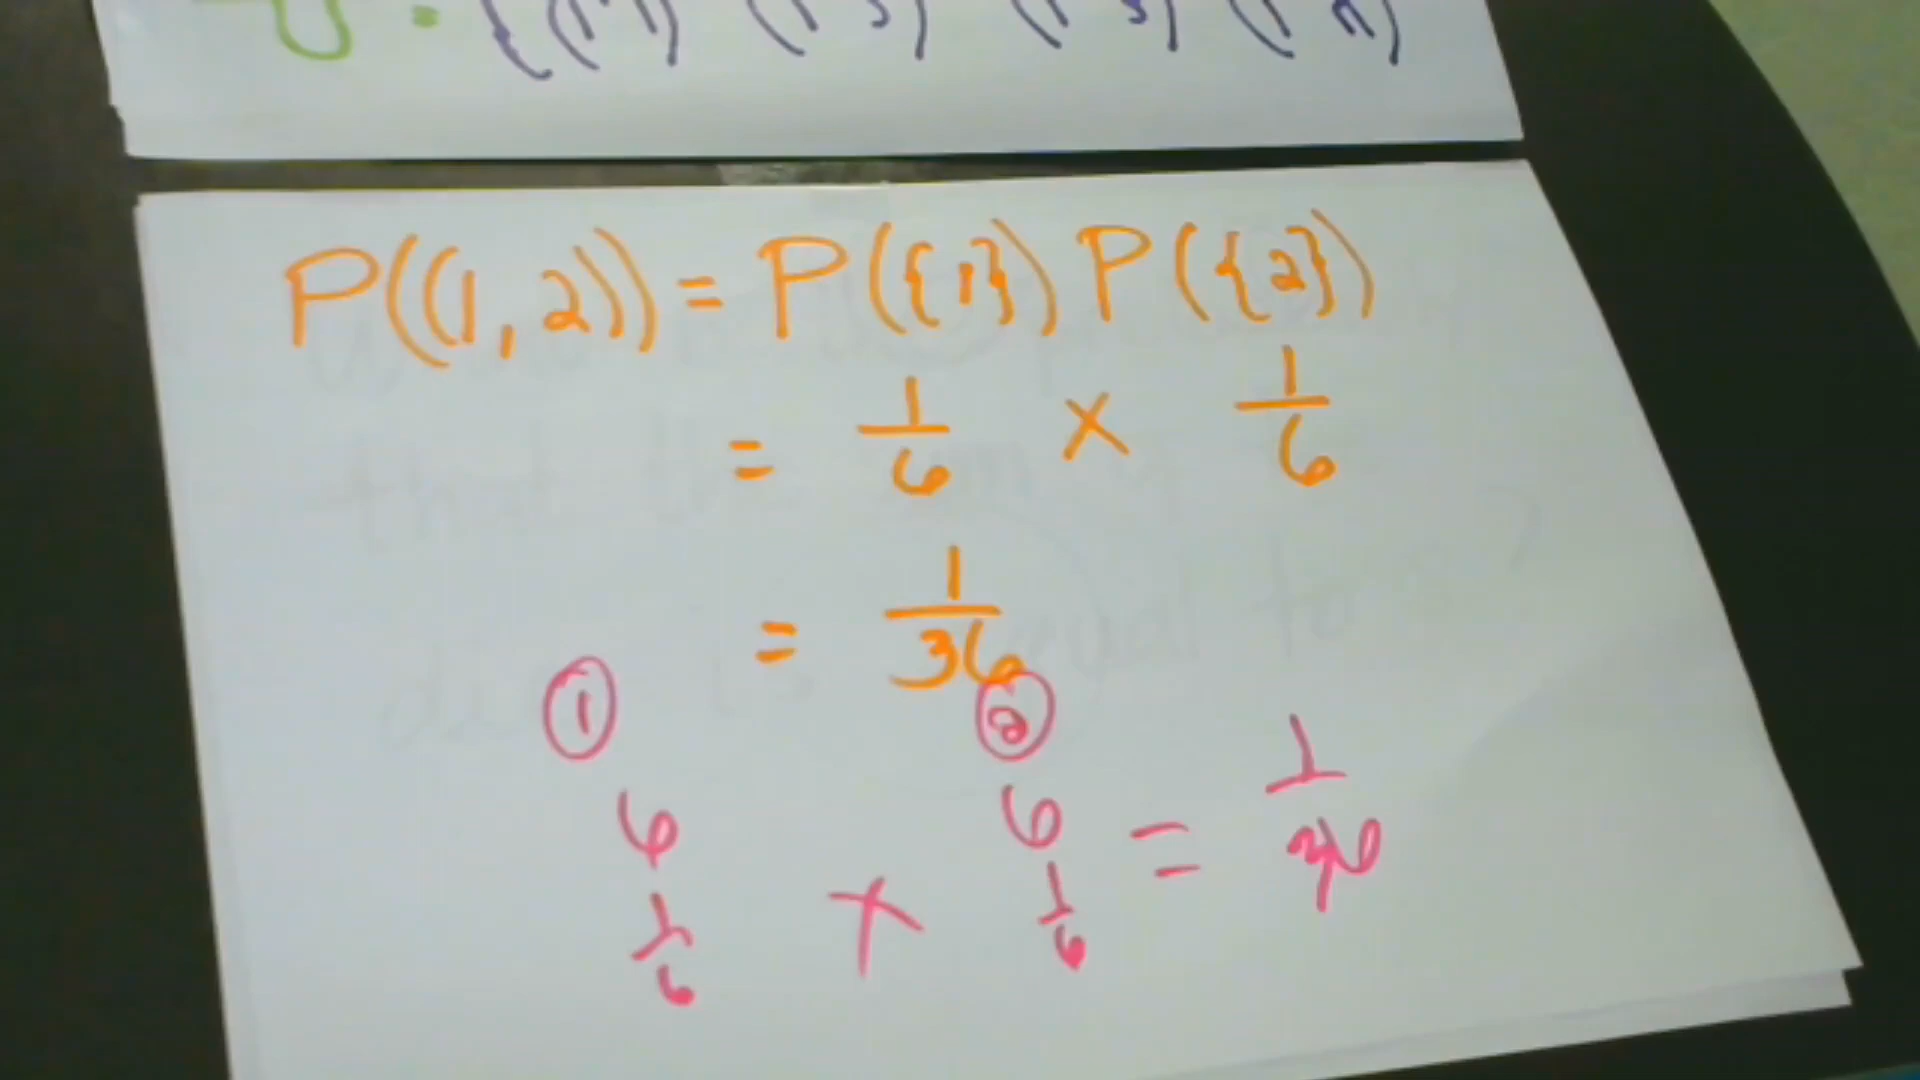 P((1,2)) = P({1}) P({2})
= 1/6 × 1/6
= 1/36
① ②
6 6
1/6 × 1/6 = 1/36